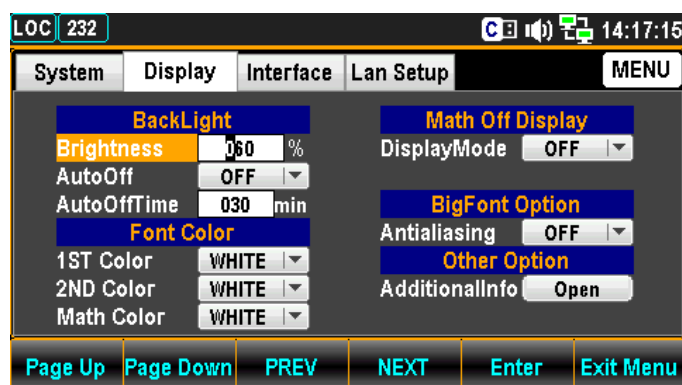 LOC 232 C 14:17:15
System Display Interface Lan Setup MENU
BackLight
Brightness 060 %
AutoOff OFF
AutoOffTime 030 min
Font Color
1ST Color WHITE
2ND Color WHITE
Math Color WHITE
Math Off Display
DisplayMode OFF
BigFont Option
Antialiasing OFF
Other Option
AdditionalInfo Open
Page Up Page Down PREV NEXT Enter Exit Menu